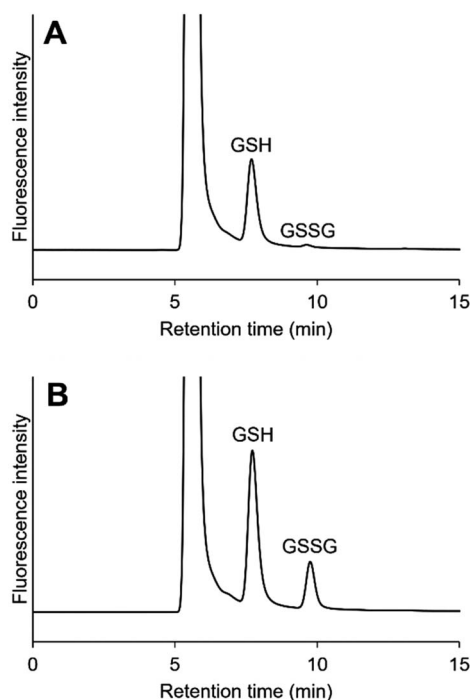 A
Fluorescence intensity
GSH
GSSG
0 5 10 15
Retention time (min)
B
Fluorescence intensity
GSH
GSSG
0 5 10 15
Retention time (min)